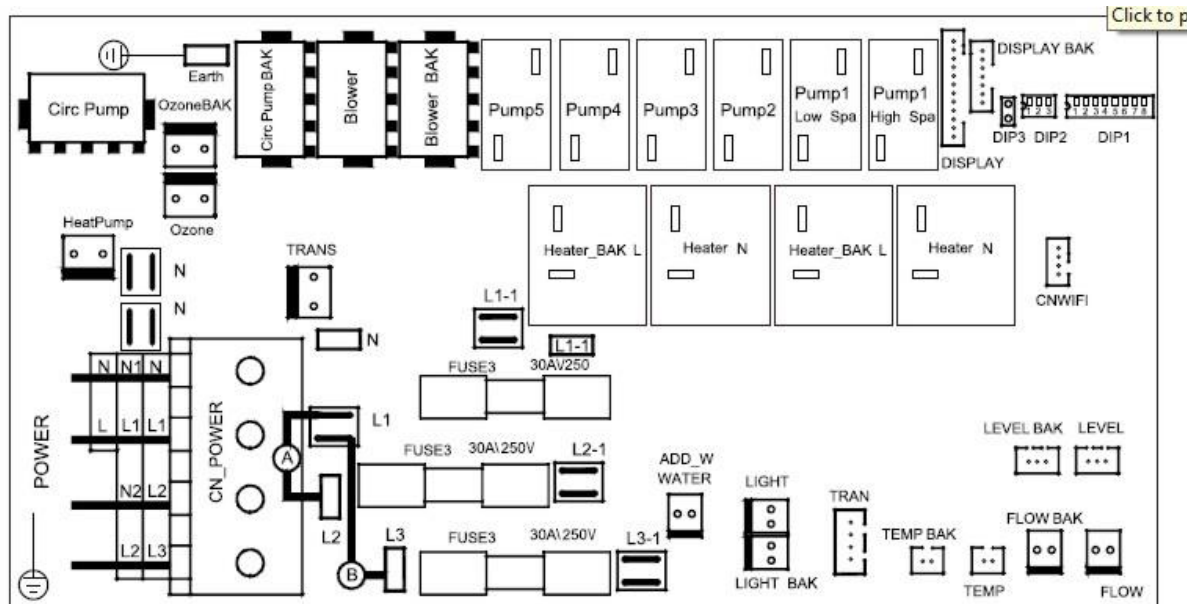 Click to p
Earth
Circ Pump
OzoneBAK
Ozone
Circ Pump BAK
Blower
Blower BAK
Pump5
Pump4
Pump3
Pump2
Pump1
Low Spa
Pump1
High Spa
DISPLAY BAK
DISPLAY
DIP3
1 2 3
DIP2
1 2 3 4 5 6 7 8
DIP1
HeatPump
N
N
TRANS
N
Heater_BAK L
Heater N
Heater_BAK L
Heater N
CNWIFI
L1-1
L1-1
FUSE3 30A\V250
POWER
N N1 N
L L1 L1
N2 L2
L2 L3
CN_POWER
A
L1
L2
B
L3
FUSE3 30A\250V
L2-1
FUSE3 30A\250V
L3-1
ADD_W
WATER
LIGHT
LIGHT BAK
TRAN
LEVEL BAK
LEVEL
TEMP BAK
TEMP
FLOW BAK
FLOW